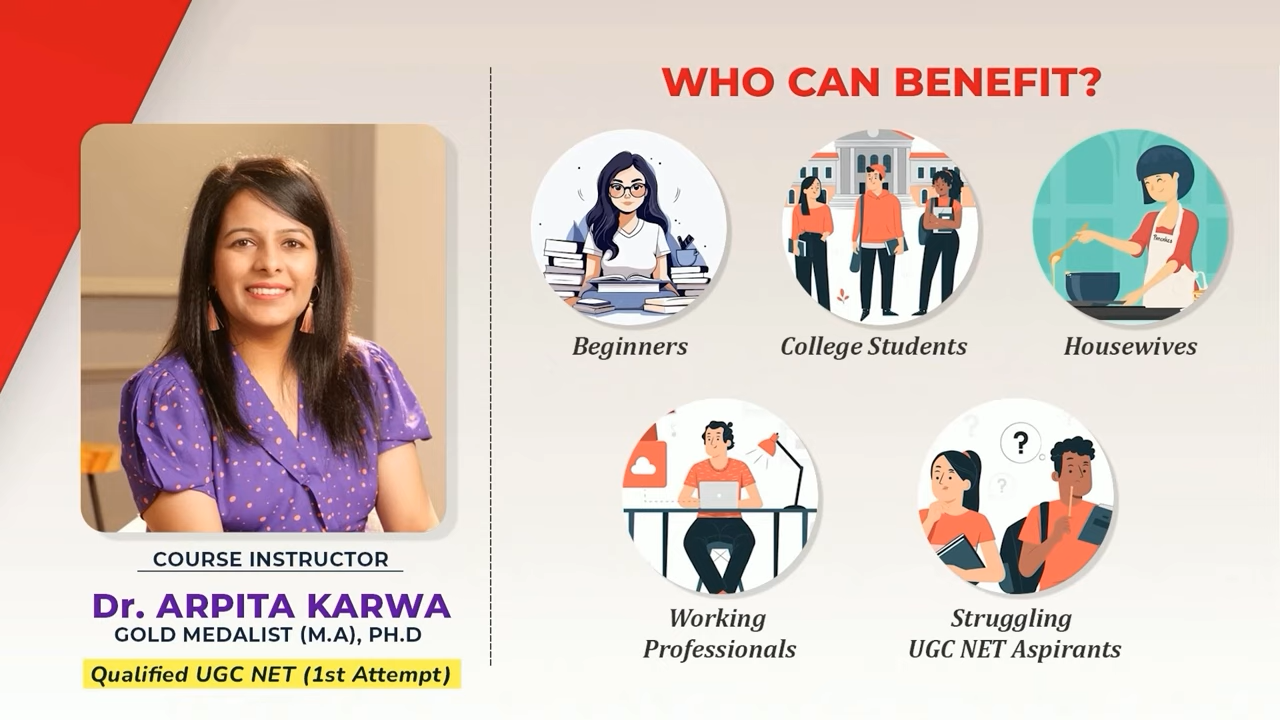 COURSE INSTRUCTOR
Dr. ARPITA KARWA
GOLD MEDALIST (M.A), PH.D
Qualified UGC NET (1st Attempt)
WHO CAN BENEFIT?
Beginners
College Students
Housewives
Working
Professionals
?
?
?
Struggling
UGC NET Aspirants